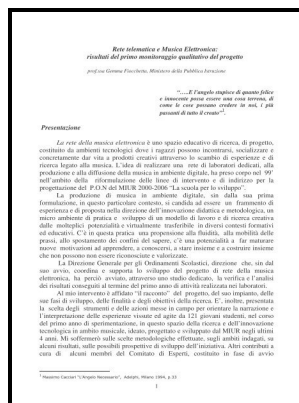 Rete telematica e Musica Elettronica:
risultati del primo monitoraggio qualitativo del progetto
prof.ssa Gemma Fiocchetta, Ministero della Pubblica Istruzione
"…..E l'angelo stupisce di quanto felice
e innocente possa essere una cosa terrena, di
come le cose possano credere in noi, i più
passanti di tutto il creato"¹.
Presentazione
La rete della musica elettronica è uno spazio educativo di ricerca, di progetto,
costituito da ambienti tecnologici dove i ragazzi possono incontrarsi, socializzare e
concretamente dar vita a prodotti creativi attraverso lo scambio di esperienze e di
ricerca legato alla musica. L'idea di realizzare una rete di laboratori dedicati, alla
produzione e alla diffusione della musica in ambiente digitale, ha preso corpo nel 99'
nell'ambito della riformulazione delle linee di intervento e di indirizzo per la
progettazione del P.O.N del MIUR 2000-2006 "La scuola per lo sviluppo".
La produzione di musica in ambiente digitale, sin dalla sua prima
formulazione, in questo particolare contesto, si candida ad essere un frammento di
esperienza e di proposta nella direzione dell'innovazione didattica e metodologica, un
micro ambiente di pratica e sviluppo di un modello di lavoro e di ricerca creativa
dalle molteplici potenzialità e virtualmente trasferibile in diversi contesti formativi
ed educativi. C'è in questa pratica una propensione alla fluidità, alla mobilità delle
prassi, allo spostamento dei confini del sapere, c'è una potenzialità a far maturare
nuove motivazioni ad apprendere, a conoscere, a stare insieme e a costruire insieme
che non possono non essere riconosciute e valorizzate.
La Direzione Generale per gli Ordinamenti Scolastici, direzione che, sin dal
suo avvio, coordina e supporta lo sviluppo del progetto di rete della musica
elettronica, ha perciò avviato, attraverso uno studio dedicato, la verifica e l'analisi
dei risultati conseguiti al termine del primo anno di attività realizzata nei laboratori.
Al mio intervento è affidato "il racconto" del progetto, del suo impianto, delle
sue fasi di sviluppo, delle finalità e degli obiettivi della ricerca. E', inoltre, presentata
la scelta degli strumenti e delle azioni messe in campo per orientare la narrazione e
l'interpretazione delle esperienze vissute ed agite da 121 giovani studenti, nel corso
del primo anno di sperimentazione, in questo spazio della ricerca e dell'innovazione
tecnologica in ambito musicale, ideato, progettato e sviluppato dal MIUR negli ultimi
4 anni. Mi soffermerò sulle scelte metodologiche effettuate, sugli ambiti indagati, su
alcuni risultati, sulle possibili prospettive di sviluppo dell'iniziativa. Altri contributi a
cura di alcuni membri del Comitato di Esperti, costituito in fase di avvio
¹ Massimo Cacciari "L'Angelo Necessario", Adelphi, Milano 1994, p.33
1